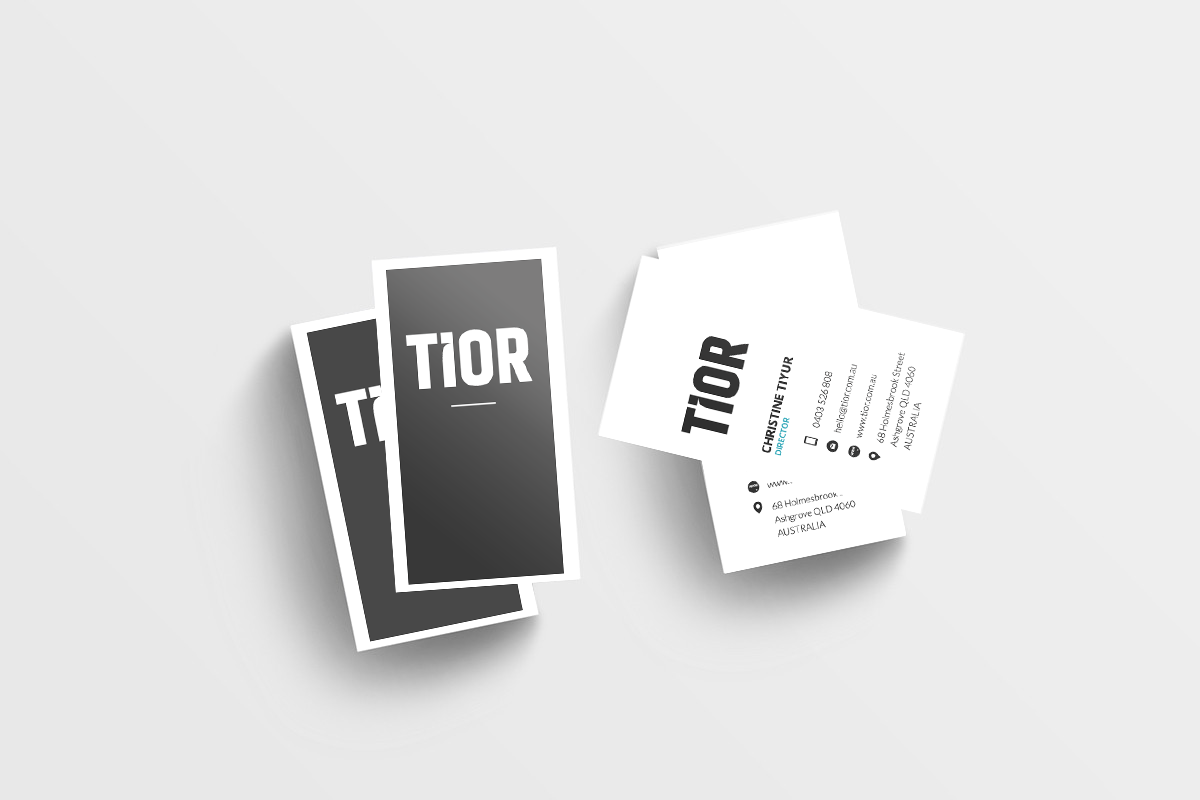 TiOR
Ti
TiOR
CHRISTINE TIYUR
DIRECTOR
0403 526 808
hello@tior.com.au
www.tior.com.au
68 Holmesbrook Street
Ashgrove QLD 4060
AUSTRALIA
www.
68 Holmesbrook
Ashgrove QLD 4060
AUSTRALIA